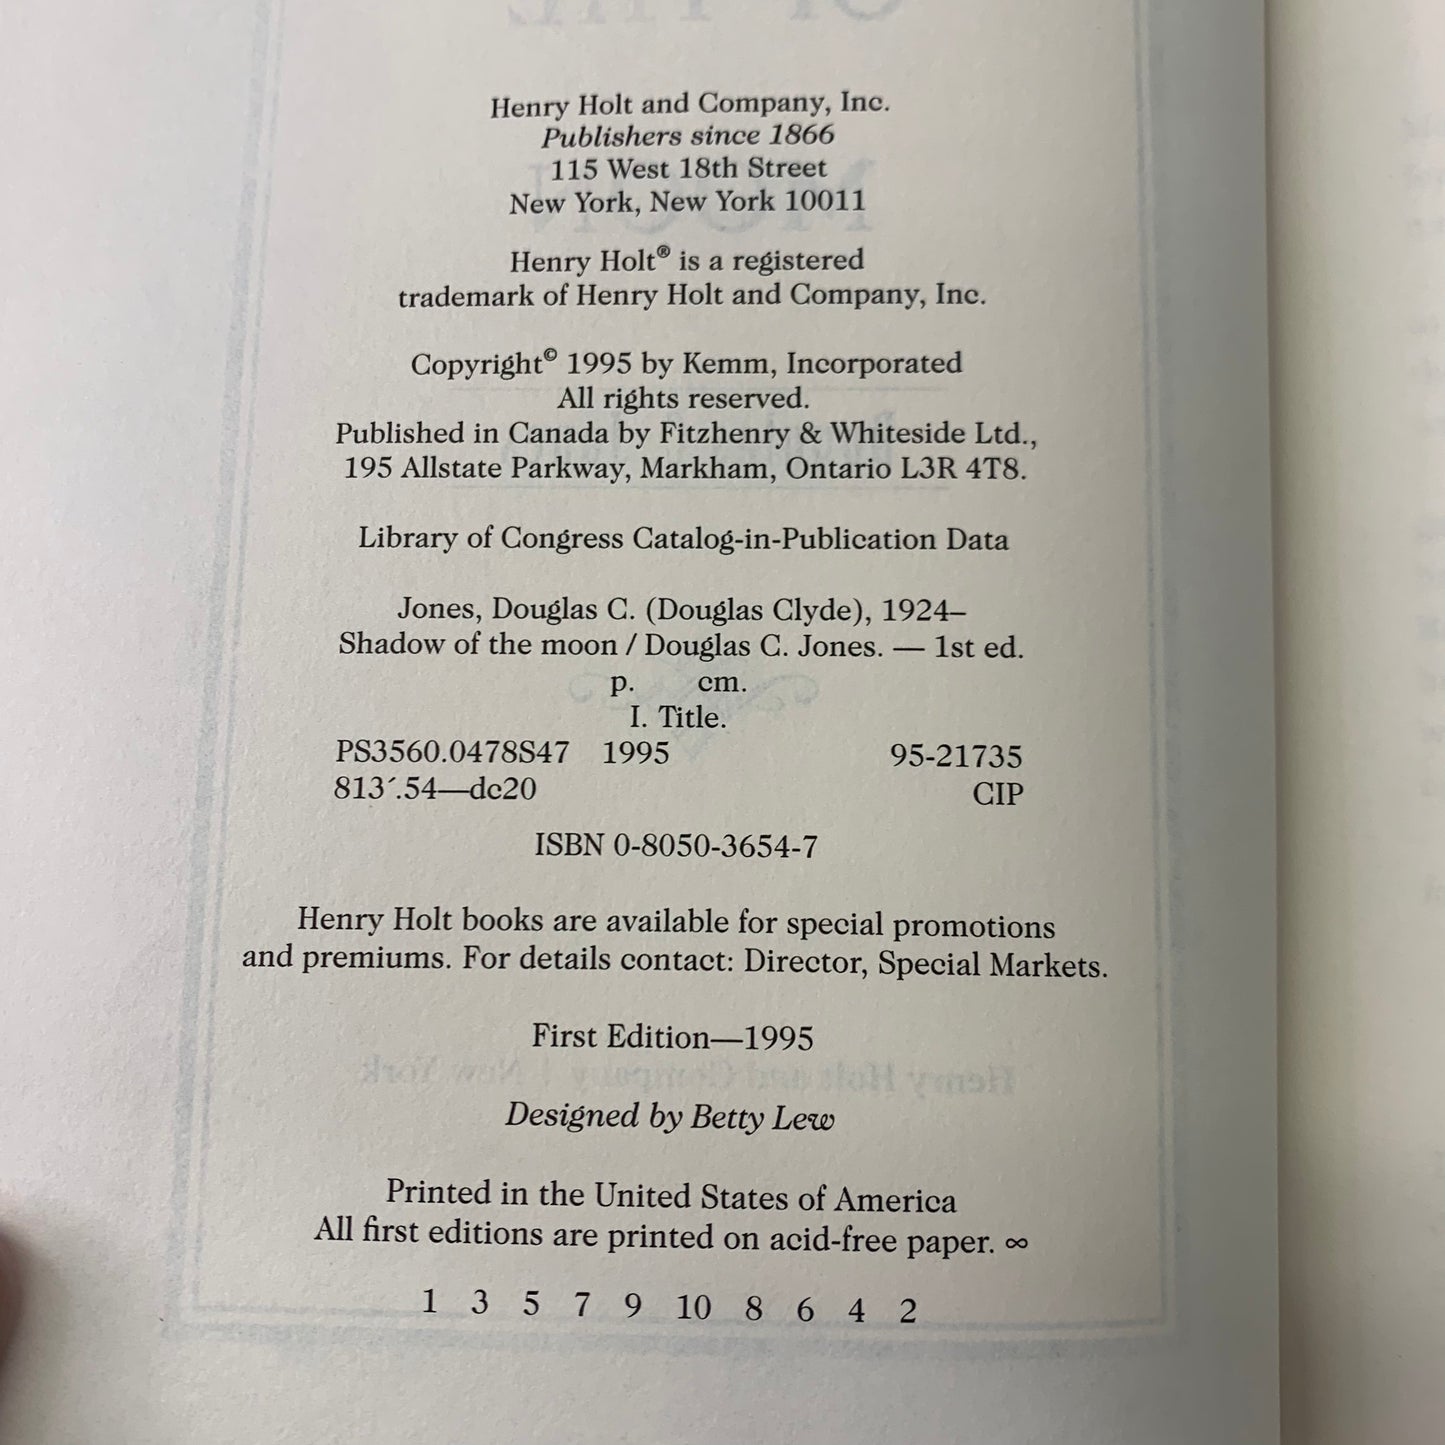 Henry Holt and Company, Inc.
Publishers since 1866
115 West 18th Street
New York, New York 10011
Henry Holt® is a registered
trademark of Henry Holt and Company, Inc.
Copyright© 1995 by Kemm, Incorporated
All rights reserved.
Published in Canada by Fitzhenry & Whiteside Ltd.,
195 Allstate Parkway, Markham, Ontario L3R 4T8.
Library of Congress Catalog-in-Publication Data
Jones, Douglas C. (Douglas Clyde), 1924–
Shadow of the moon / Douglas C. Jones. — 1st ed.
p. cm.
I. Title.
PS3560.0478S47 1995 95-21735
813´.54—dc20 CIP
ISBN 0-8050-3654-7
Henry Holt books are available for special promotions
and premiums. For details contact: Director, Special Markets.
First Edition—1995
Designed by Betty Lew
Printed in the United States of America
All first editions are printed on acid-free paper. ∞
1 3 5 7 9 10 8 6 4 2